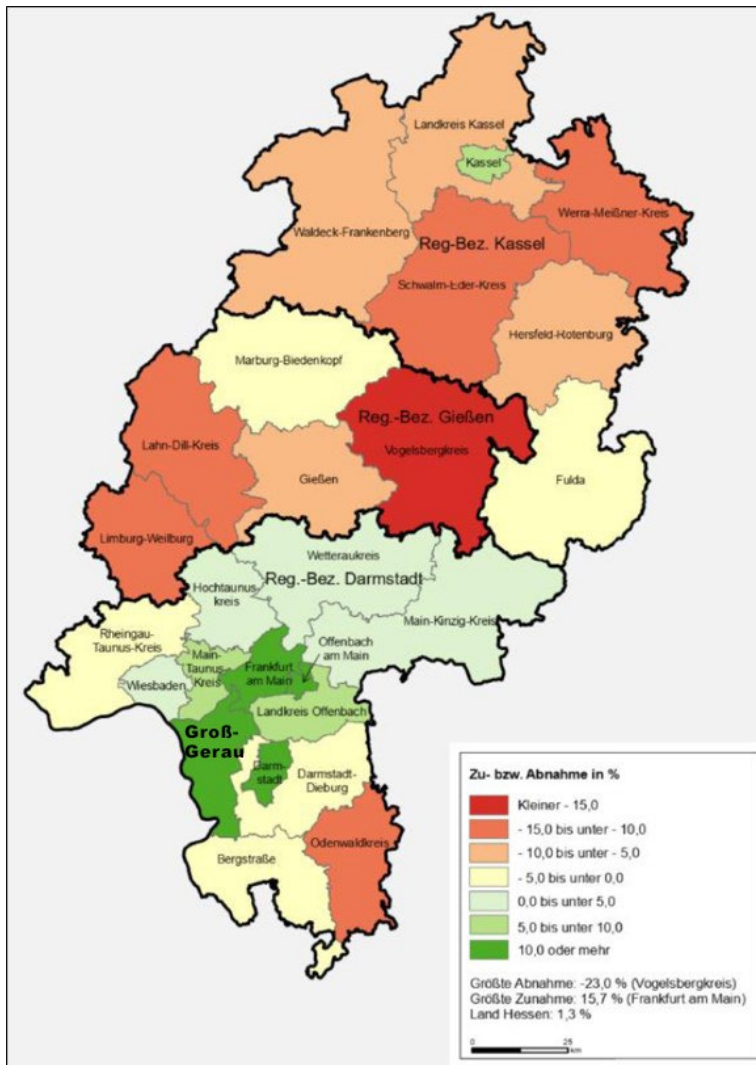 Landkreis Kassel
Kassel
Werra-Meißner-Kreis
Waldeck-Frankenberg
Reg-Bez. Kassel
Schwalm-Eder-Kreis
Hersfeld-Rotenburg
Marburg-Biedenkopf
Reg.-Bez. Gießen
Lahn-Dill-Kreis
Vogelsbergkreis
Gießen
Fulda
Limburg-Weilburg
Wetteraukreis
Reg.-Bez. Darmstadt
Hochtaunus-
kreis
Main-Kinzig-Kreis
Rheingau-
Taunus-Kreis
Offenbach
am Main
Main-
Taunus-
Kreis
Frankfurt
am Main
Wiesbaden
Landkreis Offenbach
Groß-
Gerau
Darm-
stadt
Darmstadt-
Dieburg
Odenwaldkreis
Bergstraße
Zu- bzw. Abnahme in %
Kleiner - 15,0
- 15,0 bis unter - 10,0
- 10,0 bis unter - 5,0
- 5,0 bis unter 0,0
0,0 bis unter 5,0
5,0 bis unter 10,0
10,0 oder mehr
Größte Abnahme: -23,0 % (Vogelsbergkreis)
Größte Zunahme: 15,7 % (Frankfurt am Main)
Land Hessen: 1,3 %
0 25
km